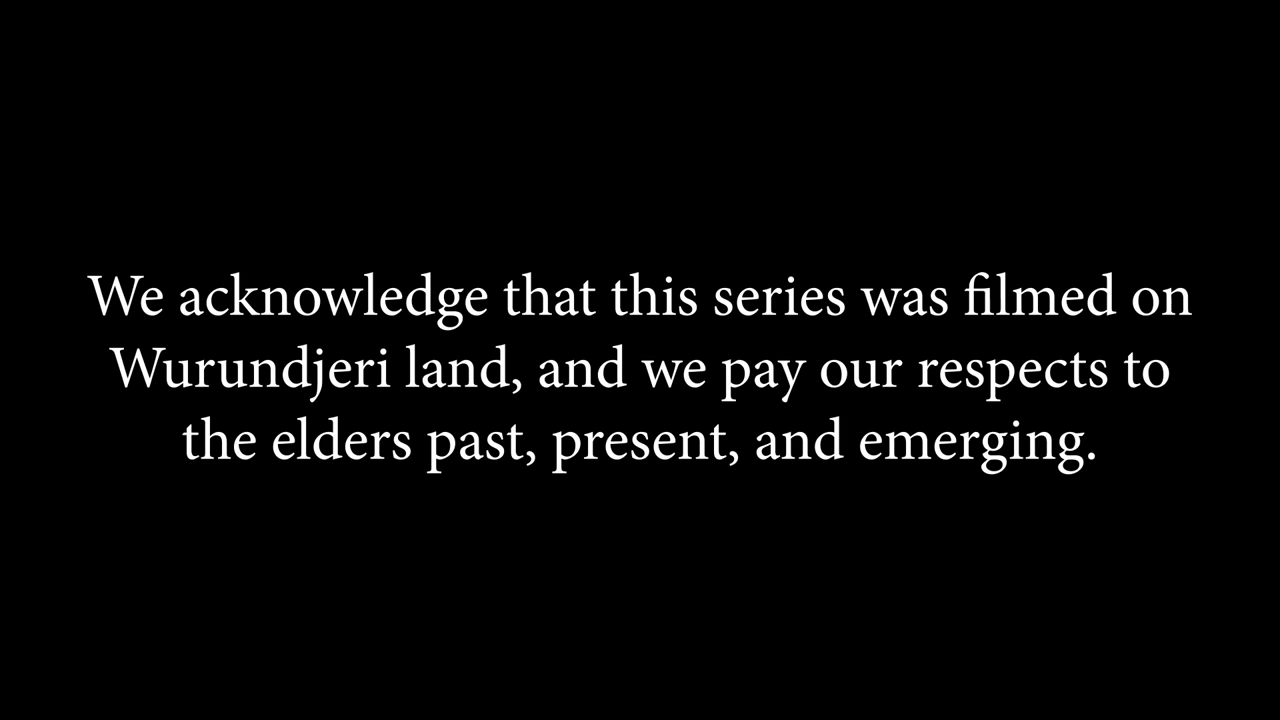 We acknowledge that this series was filmed on
Wurundjeri land, and we pay our respects to
the elders past, present, and emerging.